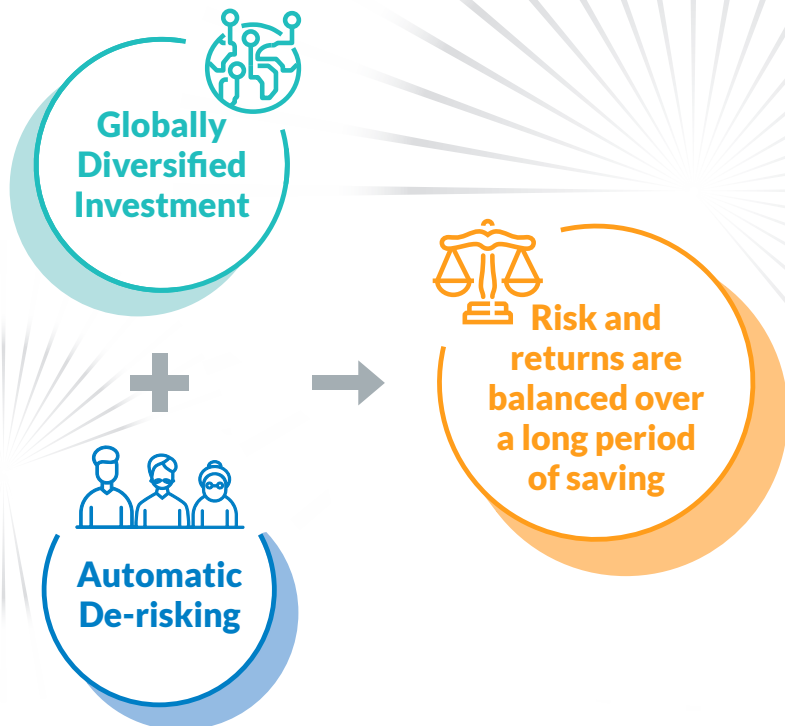 Globally
Diversified
Investment
Automatic
De-risking
Risk and
returns are
balanced over
a long period
of saving